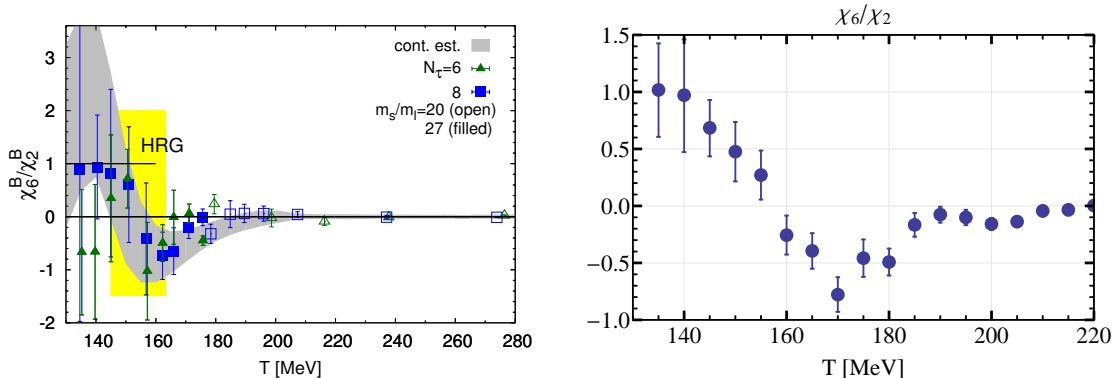 χ₆ᴮ/χ₂ᴮ
3
2
1
0
-1
-2
cont. est.
Nτ=6
8
mₛ/mₗ=20 (open)
27 (filled)
HRG
140 160 180 200 220 240 260 280
T [MeV]
χ₆/χ₂
1.5
1.0
0.5
0.0
-0.5
-1.0
140 160 180 200 220
T [MeV]